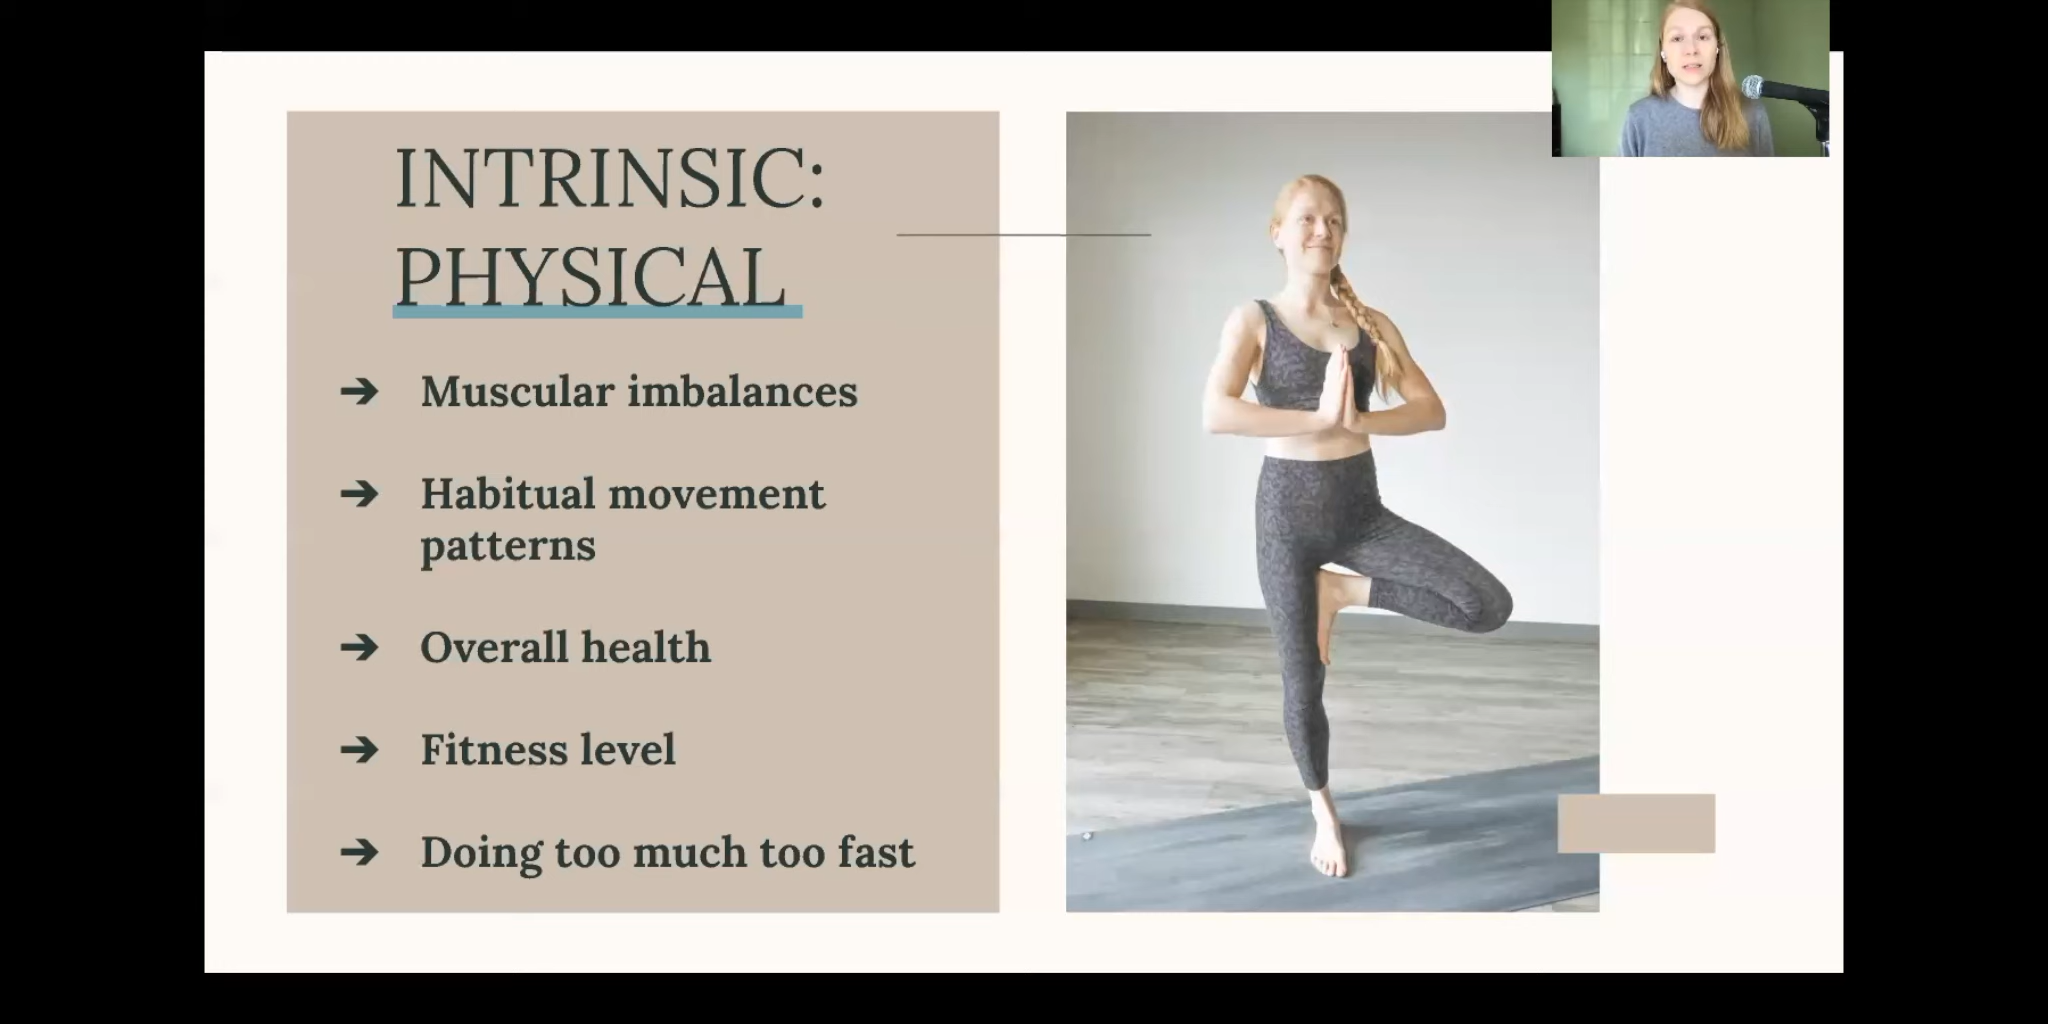 INTRINSIC:
PHYSICAL
➔ Muscular imbalances
➔ Habitual movement
patterns
➔ Overall health
➔ Fitness level
➔ Doing too much too fast